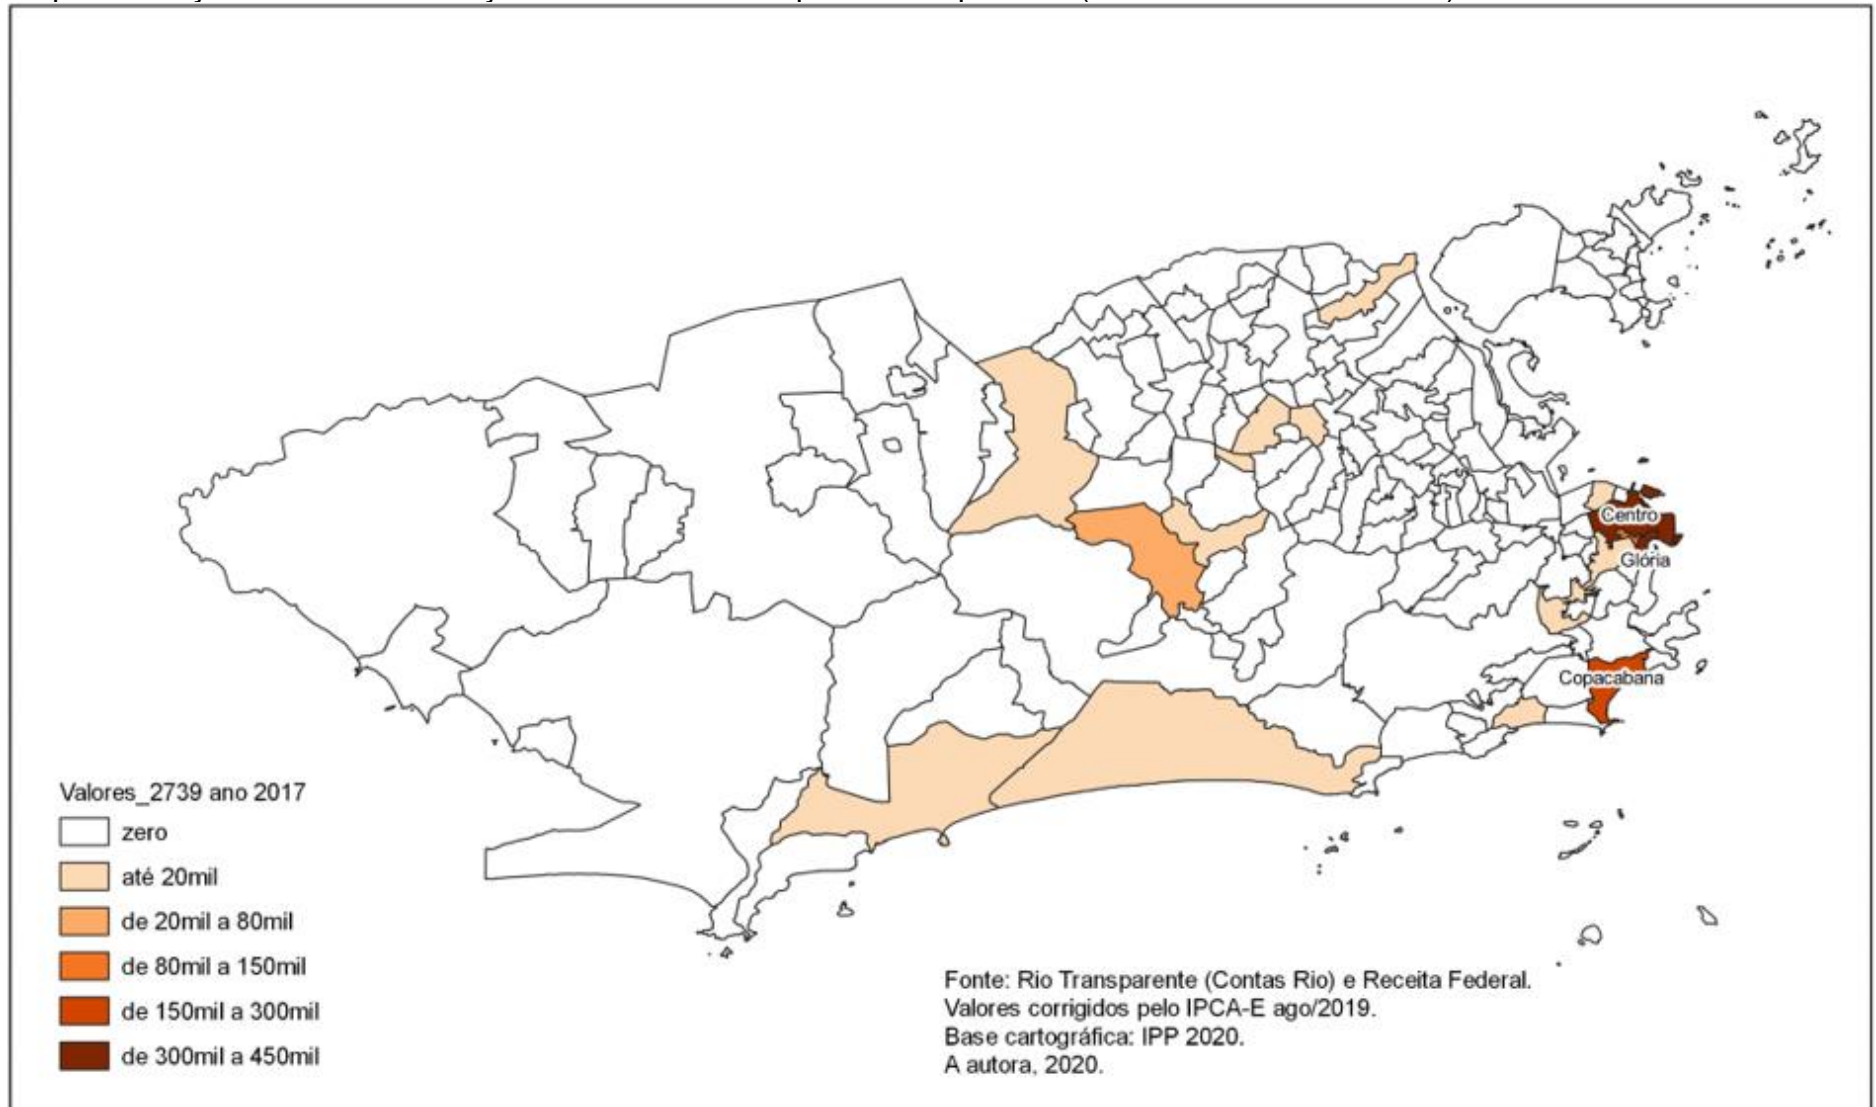 Centro
Glória
Copacabana
Valores_2739 ano 2017
zero
até 20mil
de 20mil a 80mil
de 80mil a 150mil
de 150mil a 300mil
de 300mil a 450mil
Fonte: Rio Transparente (Contas Rio) e Receita Federal.
Valores corrigidos pelo IPCA-E ago/2019.
Base cartográfica: IPP 2020.
A autora, 2020.